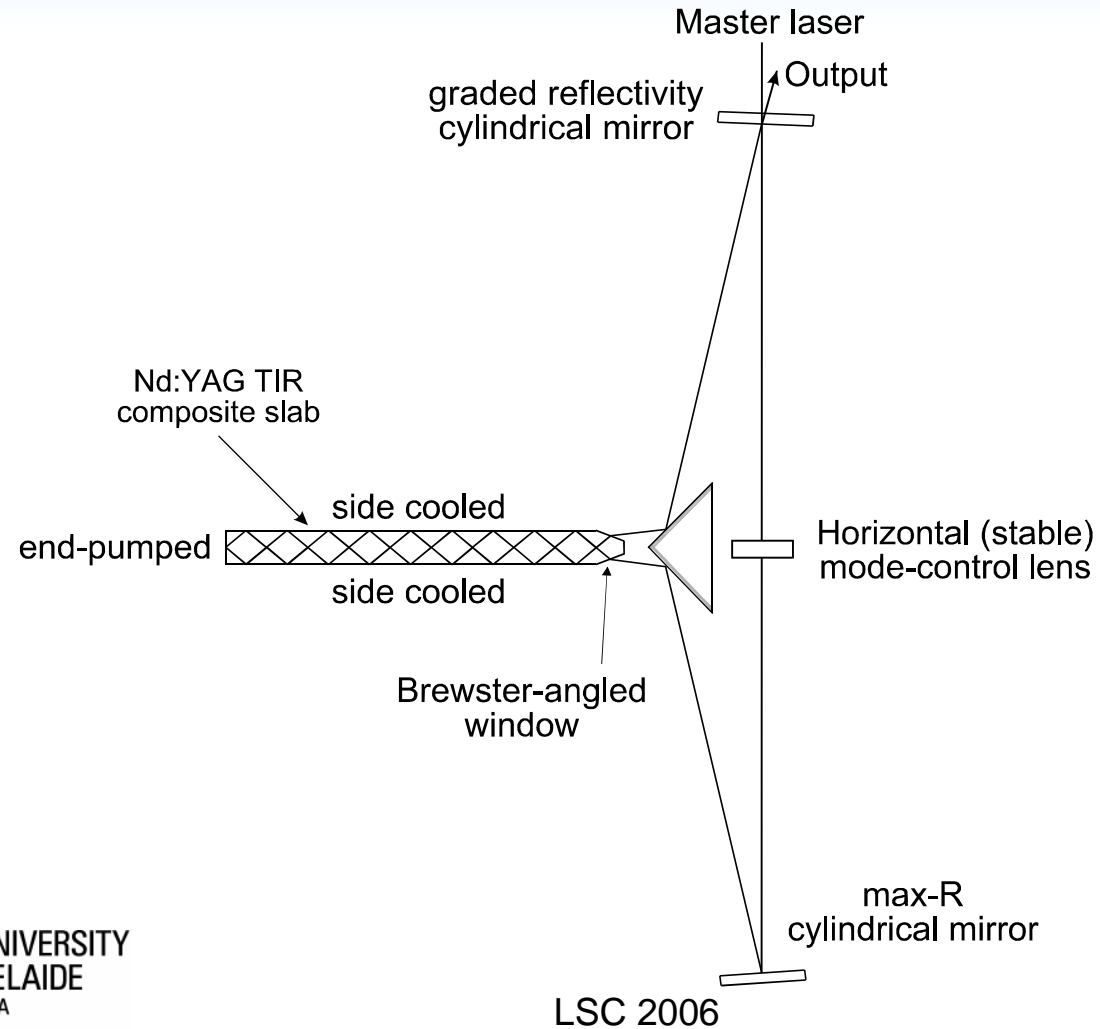 Master laser
Output
graded reflectivity
cylindrical mirror
Nd:YAG TIR
composite slab
side cooled
end-pumped
side cooled
Horizontal (stable)
mode-control lens
Brewster-angled
window
max-R
cylindrical mirror
LSC 2006